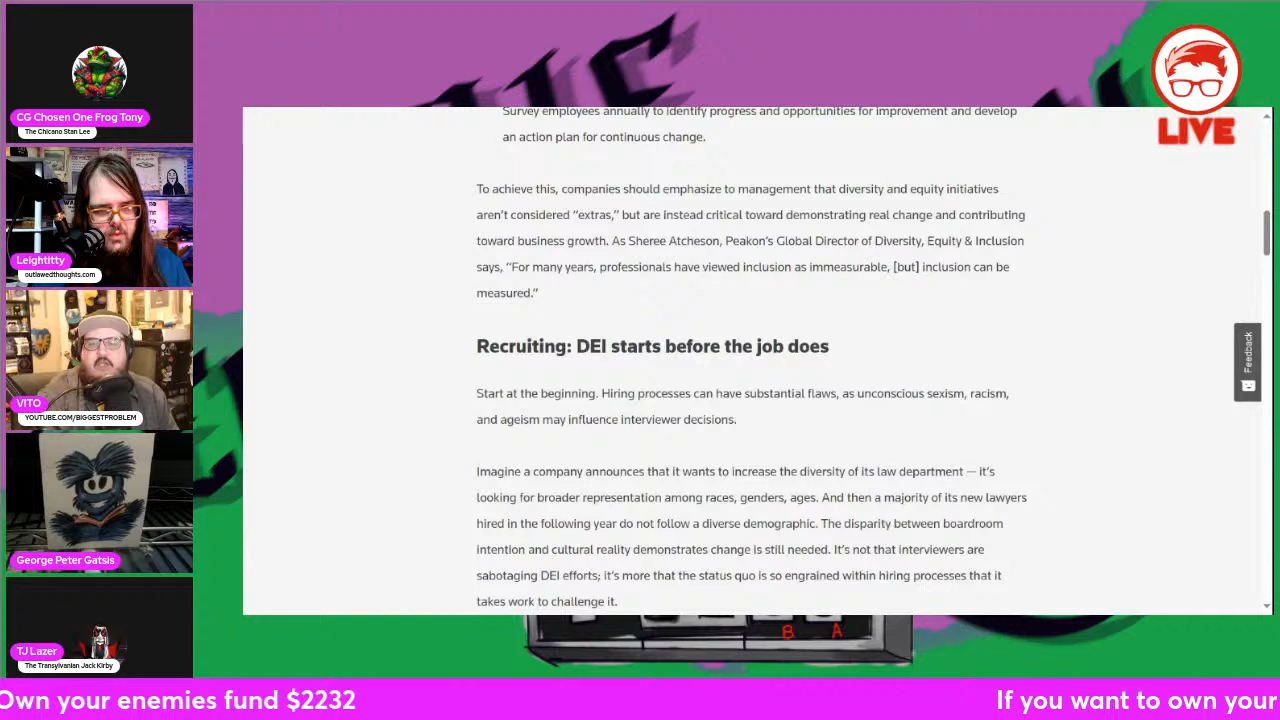 CG Chosen One Frog Tony
The Chicano Stan Lee
Leightitty
outlawedthoughts.com
VITO
YOUTUBE.COM/BIGGESTPROBLEM
George Peter Gatsis
TJ Lazer
The Transylvanian Jack Kirby
LIVE
Survey employees annually to identify progress and opportunities for improvement and develop
an action plan for continuous change.
To achieve this, companies should emphasize to management that diversity and equity initiatives
aren’t considered “extras,” but are instead critical toward demonstrating real change and contributing
toward business growth. As Sheree Atcheson, Peakon’s Global Director of Diversity, Equity & Inclusion
says, “For many years, professionals have viewed inclusion as immeasurable, [but] inclusion can be
measured.”
Recruiting: DEI starts before the job does
Start at the beginning. Hiring processes can have substantial flaws, as unconscious sexism, racism,
and ageism may influence interviewer decisions.
Imagine a company announces that it wants to increase the diversity of its law department — it’s
looking for broader representation among races, genders, ages. And then a majority of its new lawyers
hired in the following year do not follow a diverse demographic. The disparity between boardroom
intention and cultural reality demonstrates change is still needed. It’s not that interviewers are
sabotaging DEI efforts; it’s more that the status quo is so engrained within hiring processes that it
takes work to challenge it.
Feedback
B A
Own your enemies fund $2232
If you want to own your